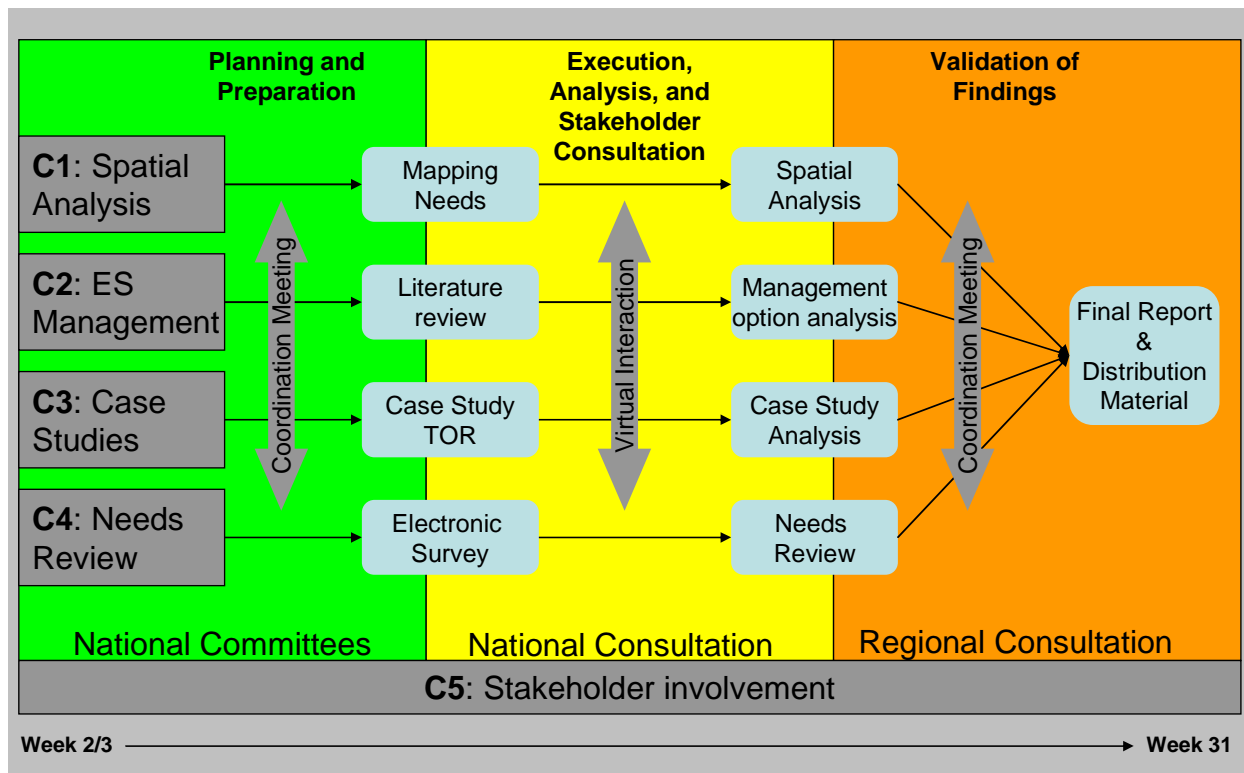 Planning and
Preparation
Execution,
Analysis, and
Stakeholder
Consultation
Validation of
Findings
C1: Spatial
Analysis
Mapping
Needs
Spatial
Analysis
C2: ES
Management
Literature
review
Management
option analysis
C3: Case
Studies
Case Study
TOR
Case Study
Analysis
C4: Needs
Review
Electronic
Survey
Needs
Review
Coordination Meeting
Virtual Interaction
Coordination Meeting
Final Report
&
Distribution
Material
National Committees
National Consultation
Regional Consultation
C5: Stakeholder involvement
Week 2/3
Week 31